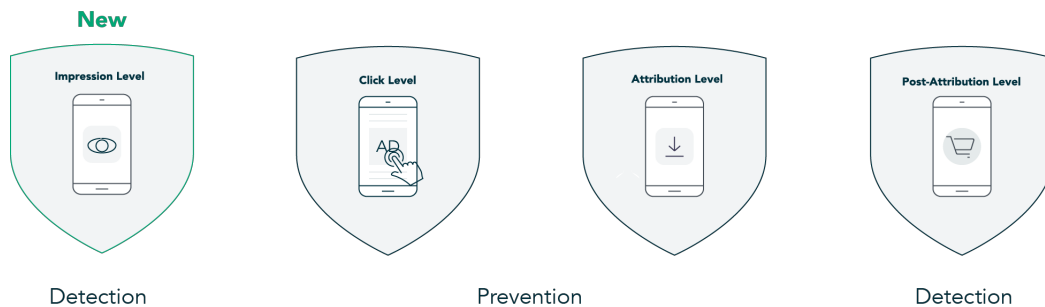 New
Impression Level
Click Level
Attribution Level
Post-Attribution Level
AD
Detection
Prevention
Detection